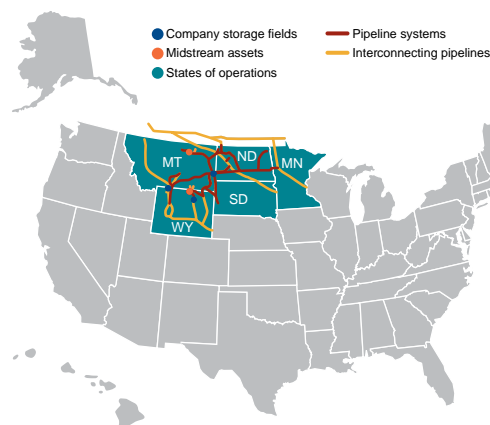 Company storage fields
Midstream assets
States of operations
Pipeline systems
Interconnecting pipelines
MT
ND
MN
SD
WY